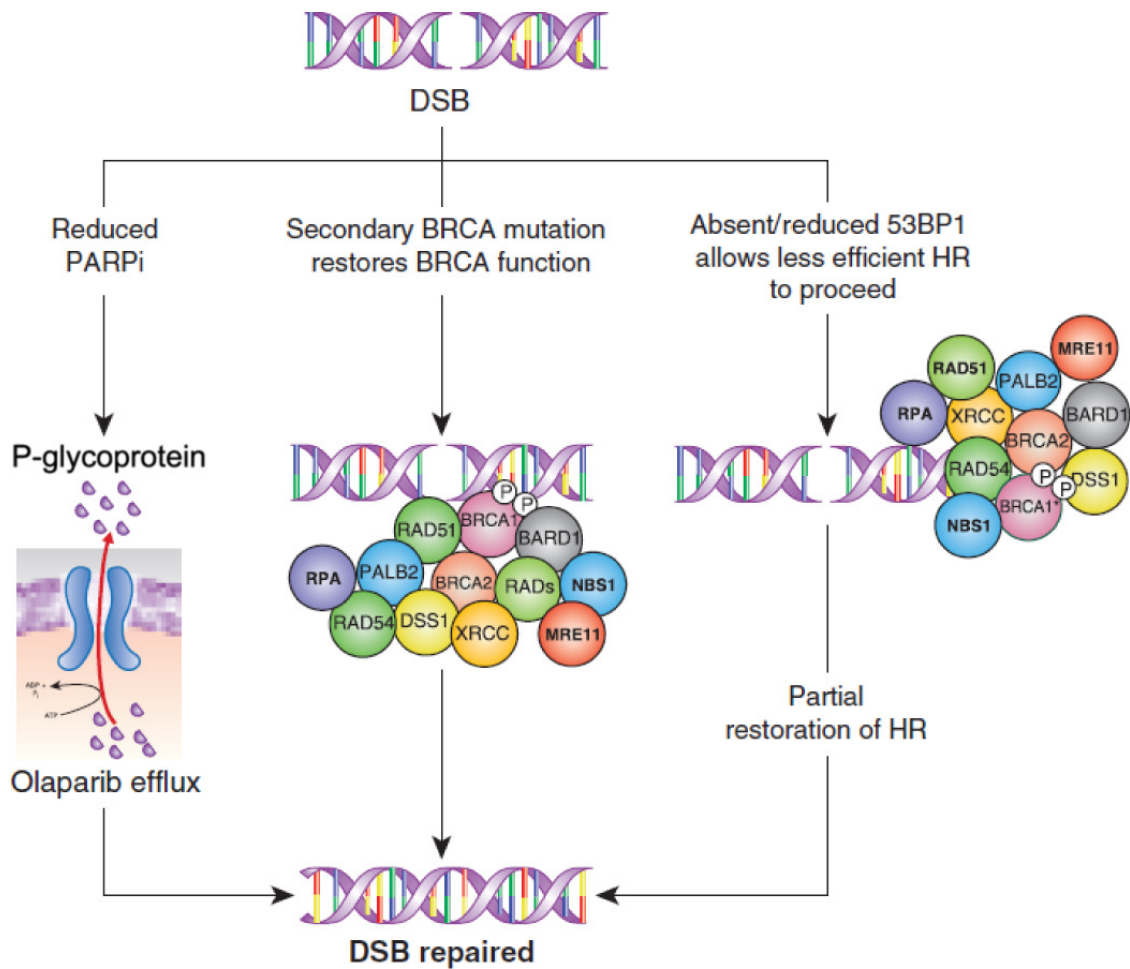 DSB
Reduced
PARPi
Secondary BRCA mutation
restores BRCA function
Absent/reduced 53BP1
allows less efficient HR
to proceed
P-glycoprotein
ADP +
Pi
ATP
Olaparib efflux
P
P
BRCA1
RAD51
BARD1
RPA
PALB2
BRCA2
RADs
NBS1
RAD54
DSS1
XRCC
MRE11
MRE11
RAD51
PALB2
RPA
XRCC
BARD1
BRCA2
RAD54
P
P
DSS1
BRCA1*
NBS1
Partial
restoration of HR
DSB repaired